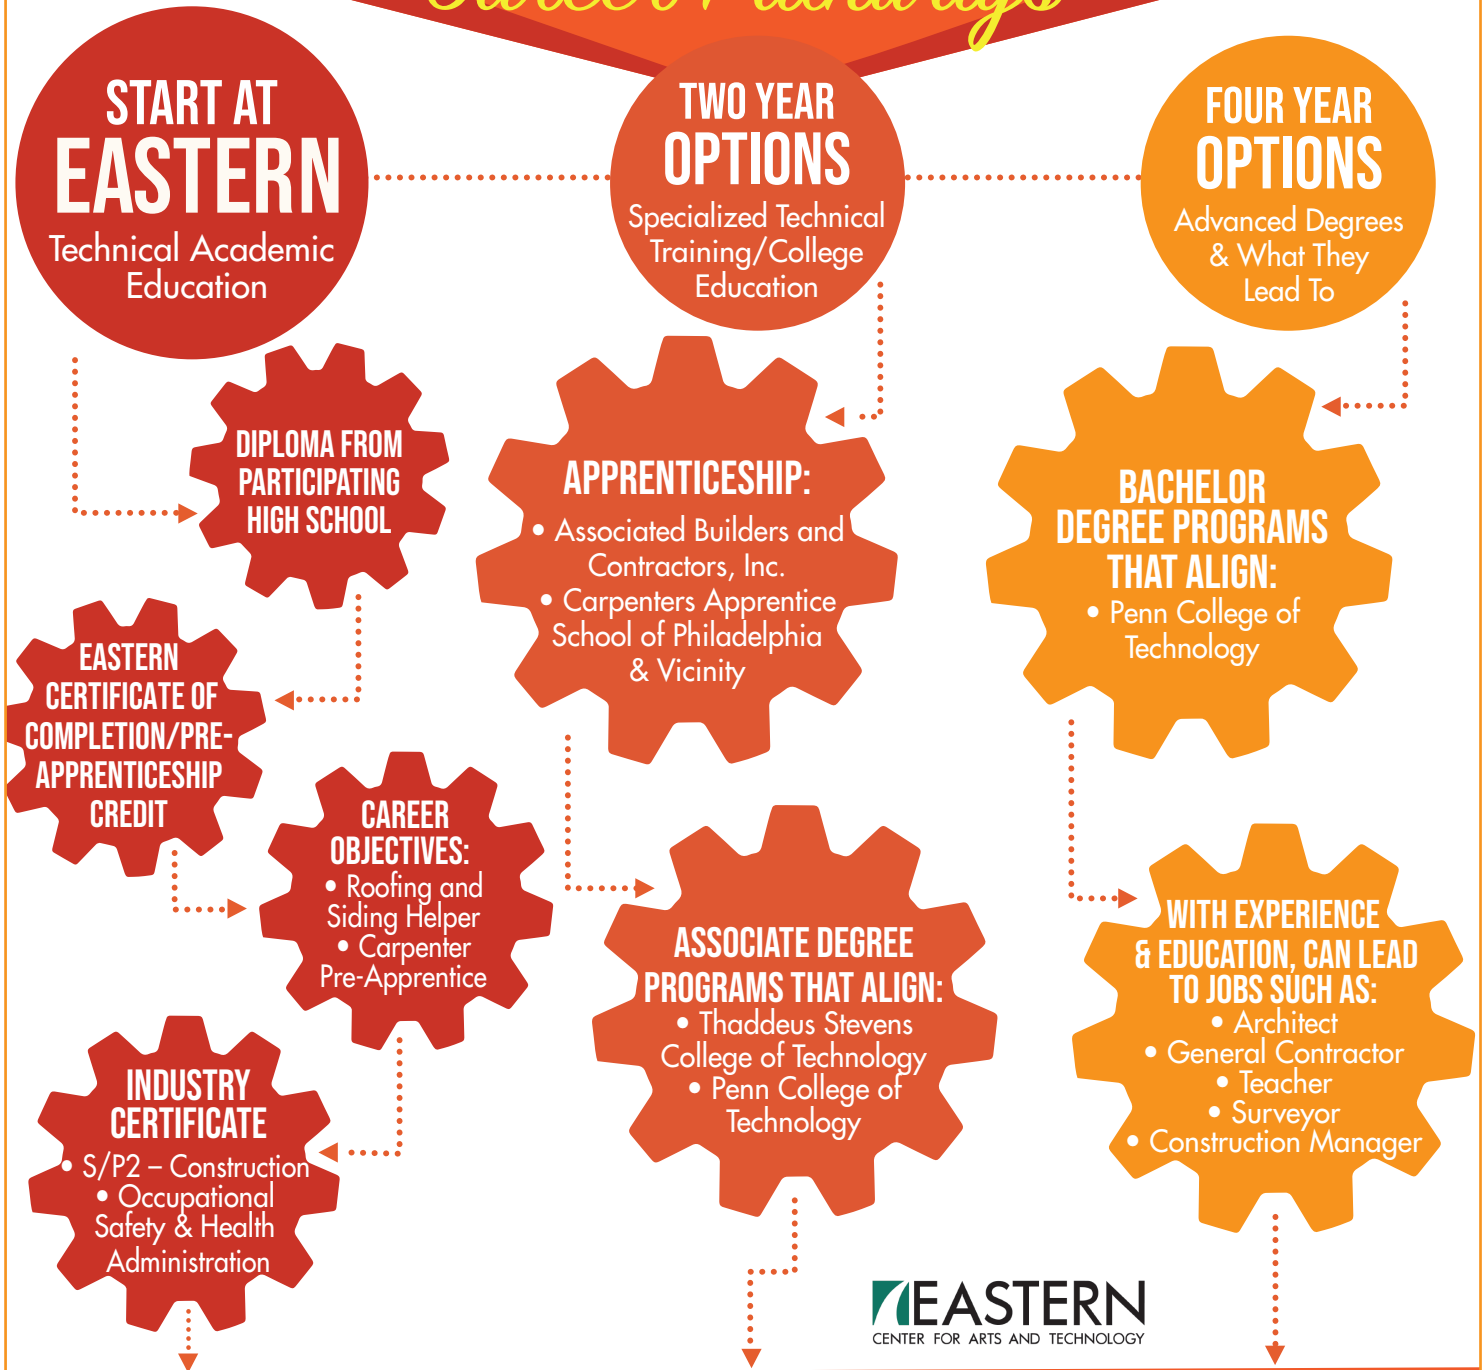 Career Pathways
START AT
EASTERN
Technical Academic
Education
TWO YEAR
OPTIONS
Specialized Technical
Training/College
Education
FOUR YEAR
OPTIONS
Advanced Degrees
& What They
Lead To
DIPLOMA FROM
PARTICIPATING
HIGH SCHOOL
EASTERN
CERTIFICATE OF
COMPLETION/PRE-
APPRENTICESHIP
CREDIT
CAREER
OBJECTIVES:
• Roofing and
Siding Helper
• Carpenter
Pre-Apprentice
INDUSTRY
CERTIFICATE
• S/P2 – Construction
• Occupational
Safety & Health
Administration
APPRENTICESHIP:
• Associated Builders and
Contractors, Inc.
• Carpenters Apprentice
School of Philadelphia
& Vicinity
ASSOCIATE DEGREE
PROGRAMS THAT ALIGN:
• Thaddeus Stevens
College of Technology
• Penn College of
Technology
BACHELOR
DEGREE PROGRAMS
THAT ALIGN:
• Penn College of
Technology
WITH EXPERIENCE
& EDUCATION, CAN LEAD
TO JOBS SUCH AS:
• Architect
• General Contractor
• Teacher
• Surveyor
• Construction Manager
EASTERN
CENTER FOR ARTS AND TECHNOLOGY